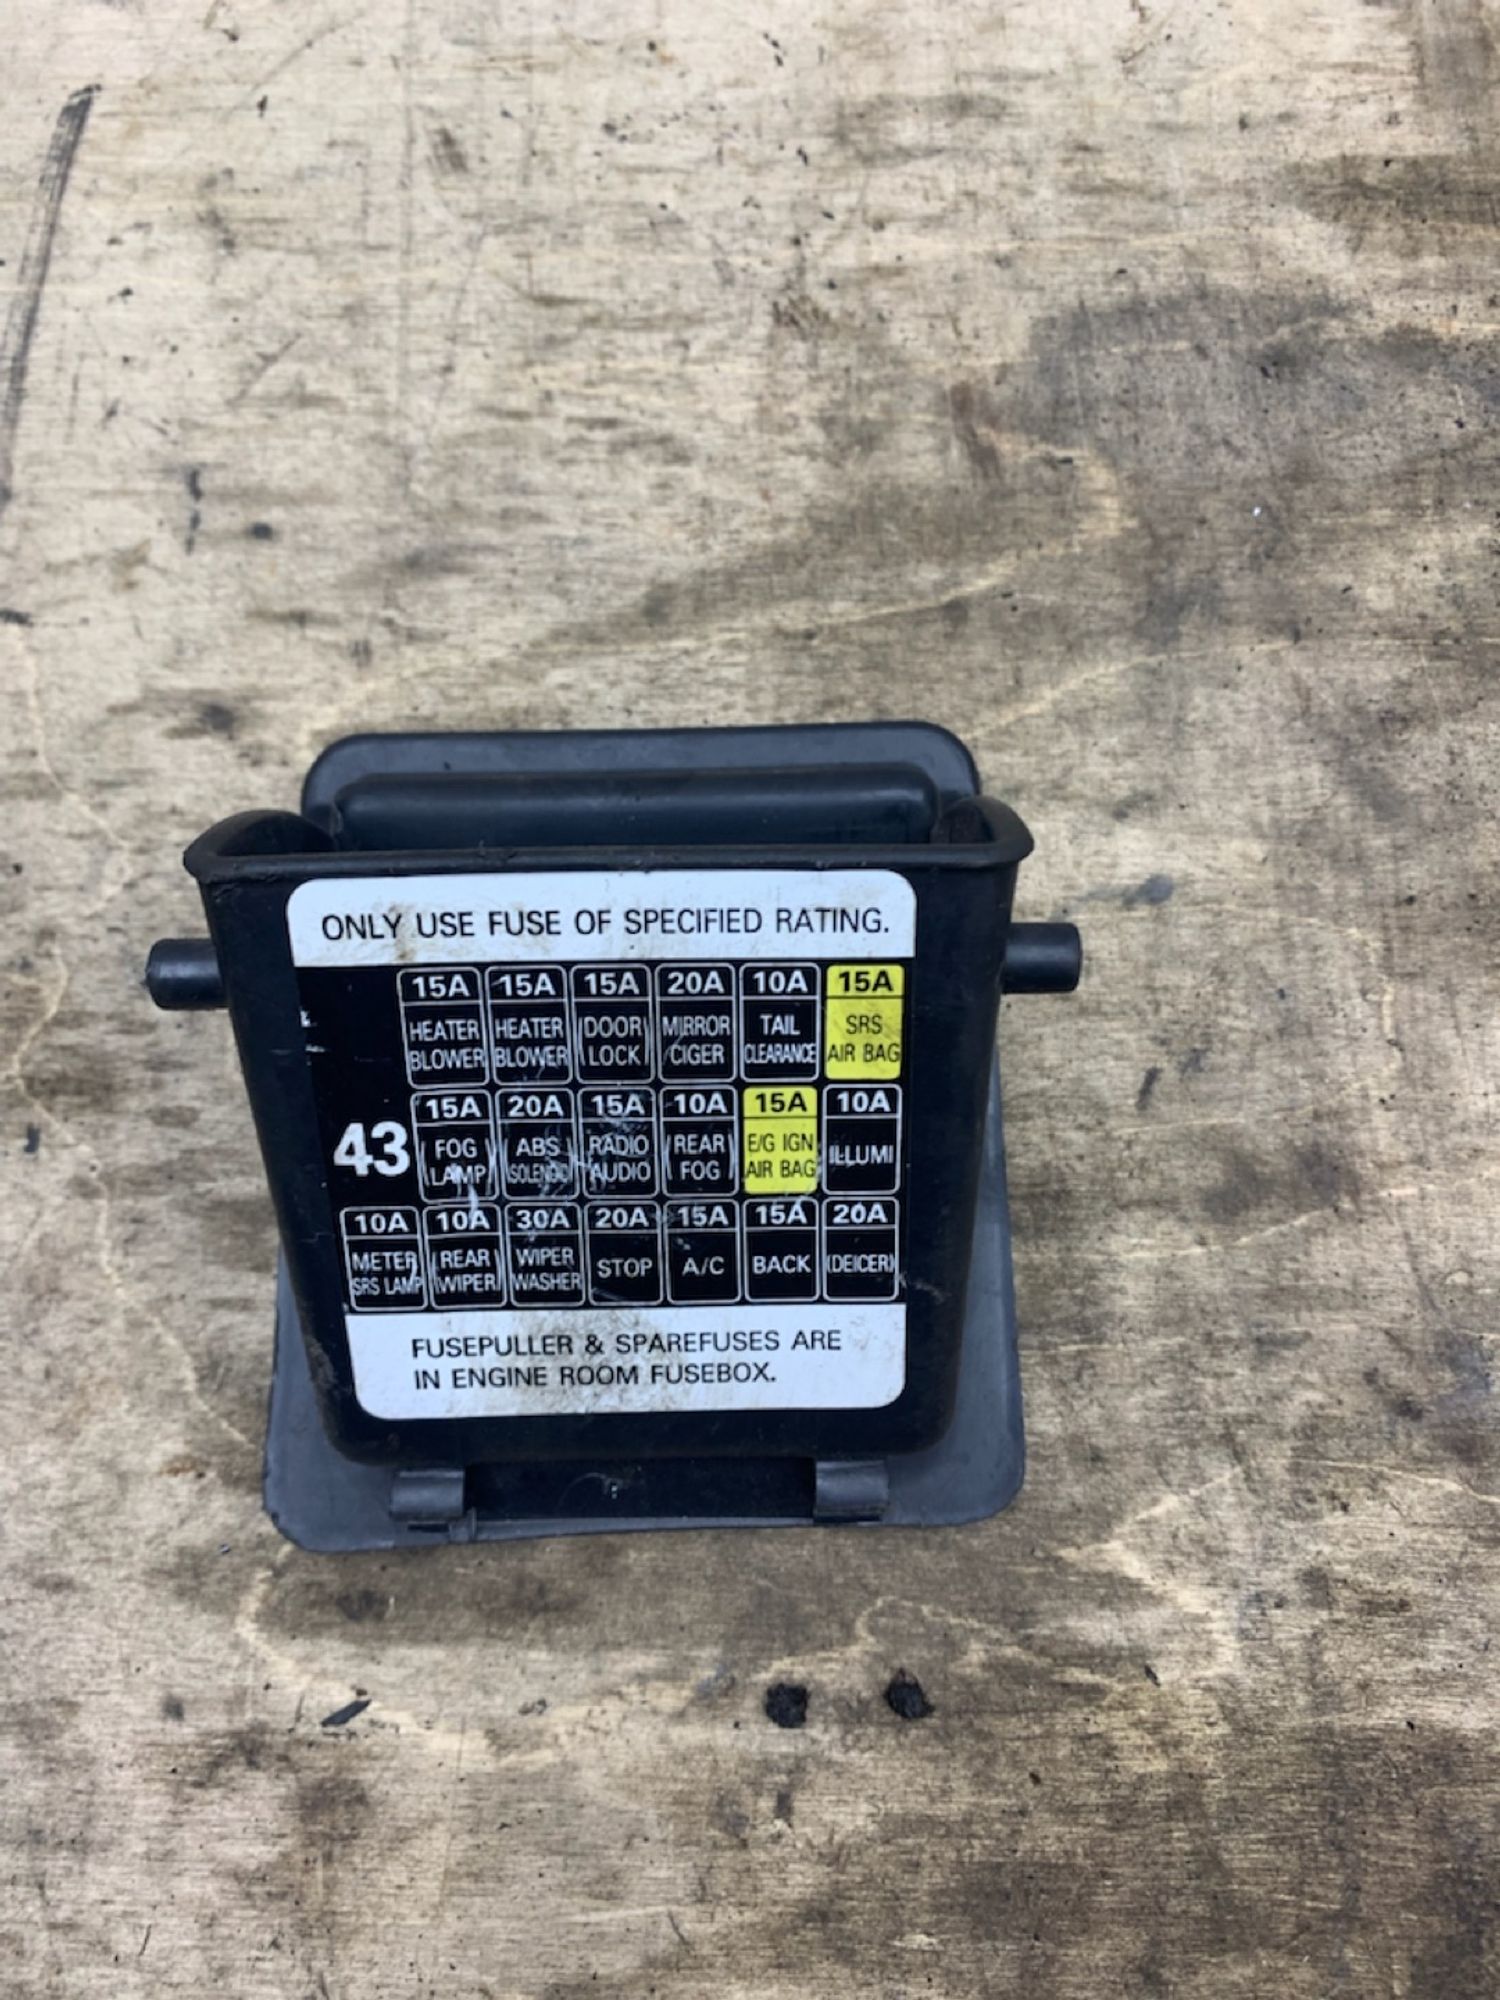 ONLY USE FUSE OF SPECIFIED RATING.
15A 15A 15A 20A 10A 15A
HEATER HEATER (DOOR MIRROR TAIL SRS
BLOWER BLOWER LOCK) CIGER CLEARANCE AIR BAG
15A 20A 15A 10A 15A 10A
43 (FOG (ABS RADIO (REAR E/G IGN ILLUMI
LAMP) SOLENOID) AUDIO FOG) AIR BAG
10A 10A 30A 20A 15A 15A 20A
METER (REAR WIPER STOP A/C BACK (DEICER)
SRS LAMP WIPER) WASHER
FUSEPULLER & SPAREFUSES ARE
IN ENGINE ROOM FUSEBOX.